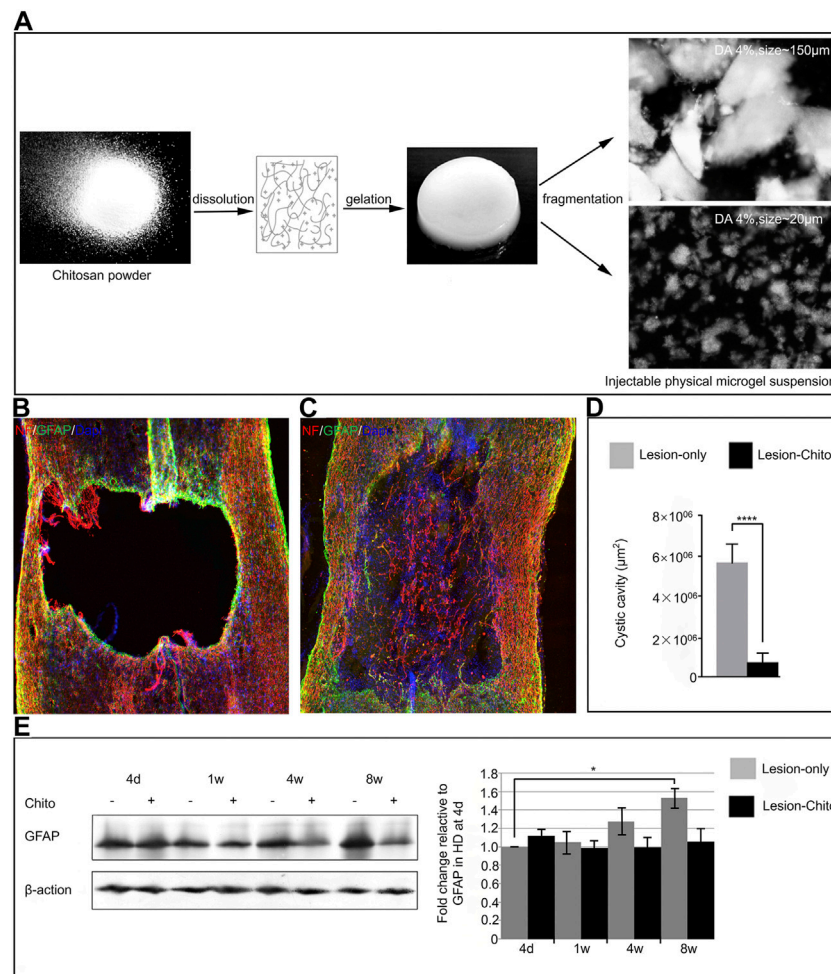 A
DA 4%,size~150µm
dissolution
gelation
fragmentation
Chitosan powder
DA 4%,size~20µm
Injectable physical microgel suspension
B
NF/GFAP/Dapi
C
NF/GFAP/Dapi
D
Lesion-only
Lesion-Chito
Cystic cavity (µm²)
8×10⁰⁶
6×10⁰⁶
4×10⁰⁶
2×10⁰⁶
0
****
E
4d 1w 4w 8w
Chito - + - + - + - +
GFAP
β-action
Fold change relactive to
GFAP in HD at 4d
1.8
1.6
1.4
1.2
1.0
0.8
0.6
0.4
0.2
0
*
4d 1w 4w 8w
Lesion-only
Lesion-Chito